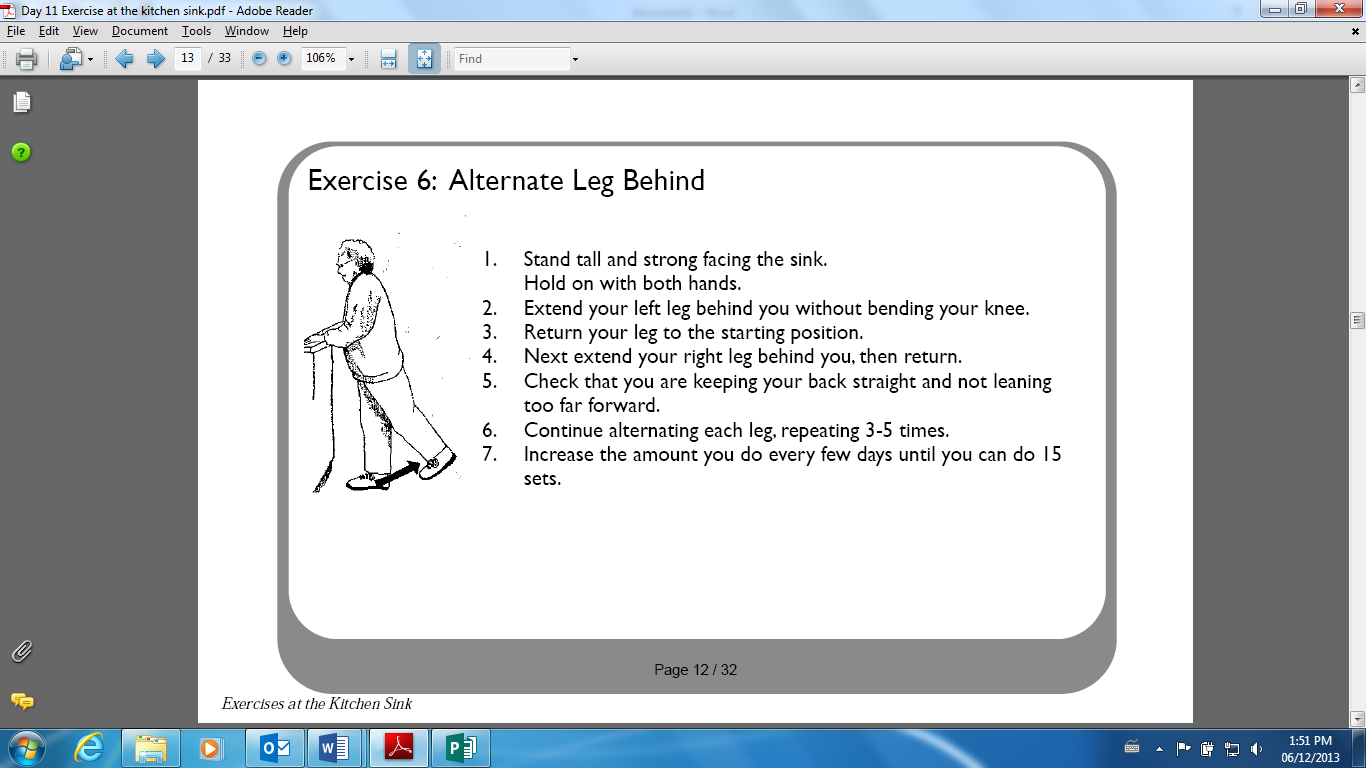 Day 11 Exercise at the kitchen sink.pdf - Adobe Reader
File Edit View Document Tools Window Help
13 / 33 106% Find
Exercise 6: Alternate Leg Behind
1. Stand tall and strong facing the sink.
Hold on with both hands.
2. Extend your left leg behind you without bending your knee.
3. Return your leg to the starting position.
4. Next extend your right leg behind you, then return.
5. Check that you are keeping your back straight and not leaning
too far forward.
6. Continue alternating each leg, repeating 3-5 times.
7. Increase the amount you do every few days until you can do 15
sets.
Page 12 / 32
Exercises at the Kitchen Sink
1:51 PM
06/12/2013